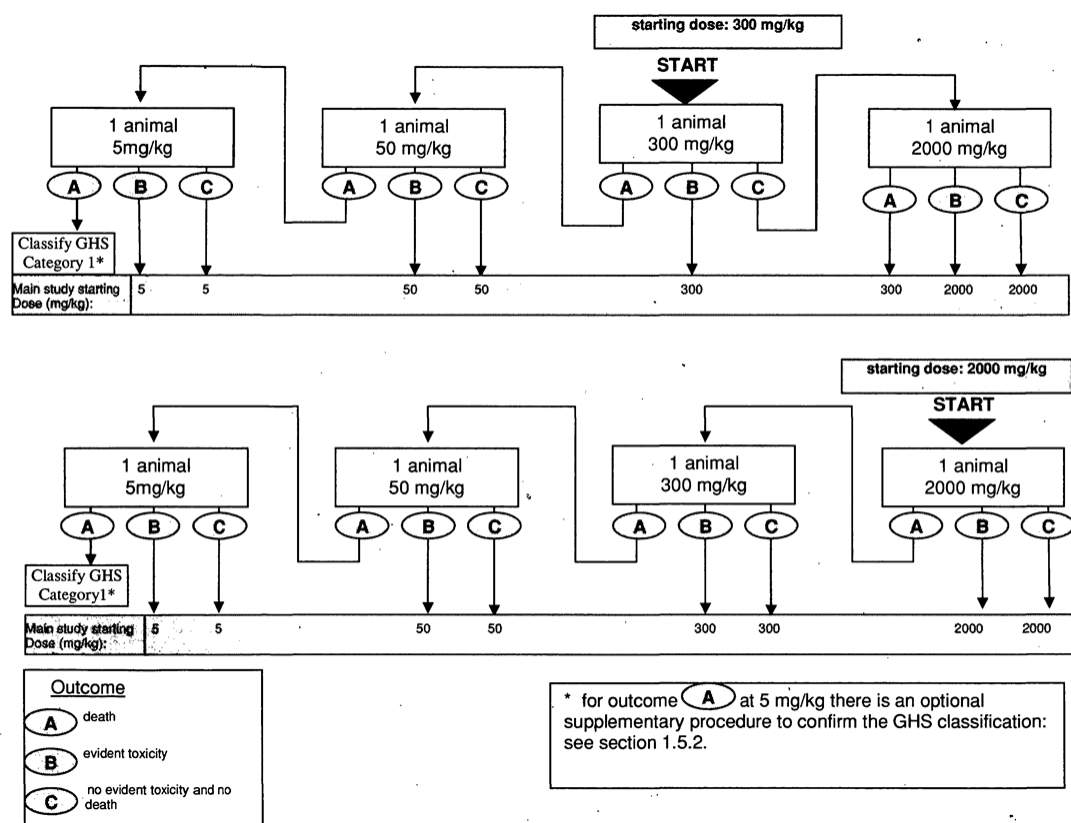 starting dose: 300 mg/kg
START
1 animal
5mg/kg
1 animal
50 mg/kg
1 animal
300 mg/kg
1 animal
2000 mg/kg
A B C A B C A B C A B C
Classify GHS
Category 1*
Main study starting
Dose (mg/kg):
5 5 50 50 300 300 2000 2000
starting dose: 2000 mg/kg
START
1 animal
5mg/kg
1 animal
50 mg/kg
1 animal
300 mg/kg
1 animal
2000 mg/kg
A B C A B C A B C A B C
Classify GHS
Category1*
Main study starting
Dose (mg/kg):
5 5 50 50 300 300 2000 2000
Outcome
A death
B evident toxicity
C no evident toxicity and no
death
* for outcome A at 5 mg/kg there is an optional
supplementary procedure to confirm the GHS classification:
see section 1.5.2.